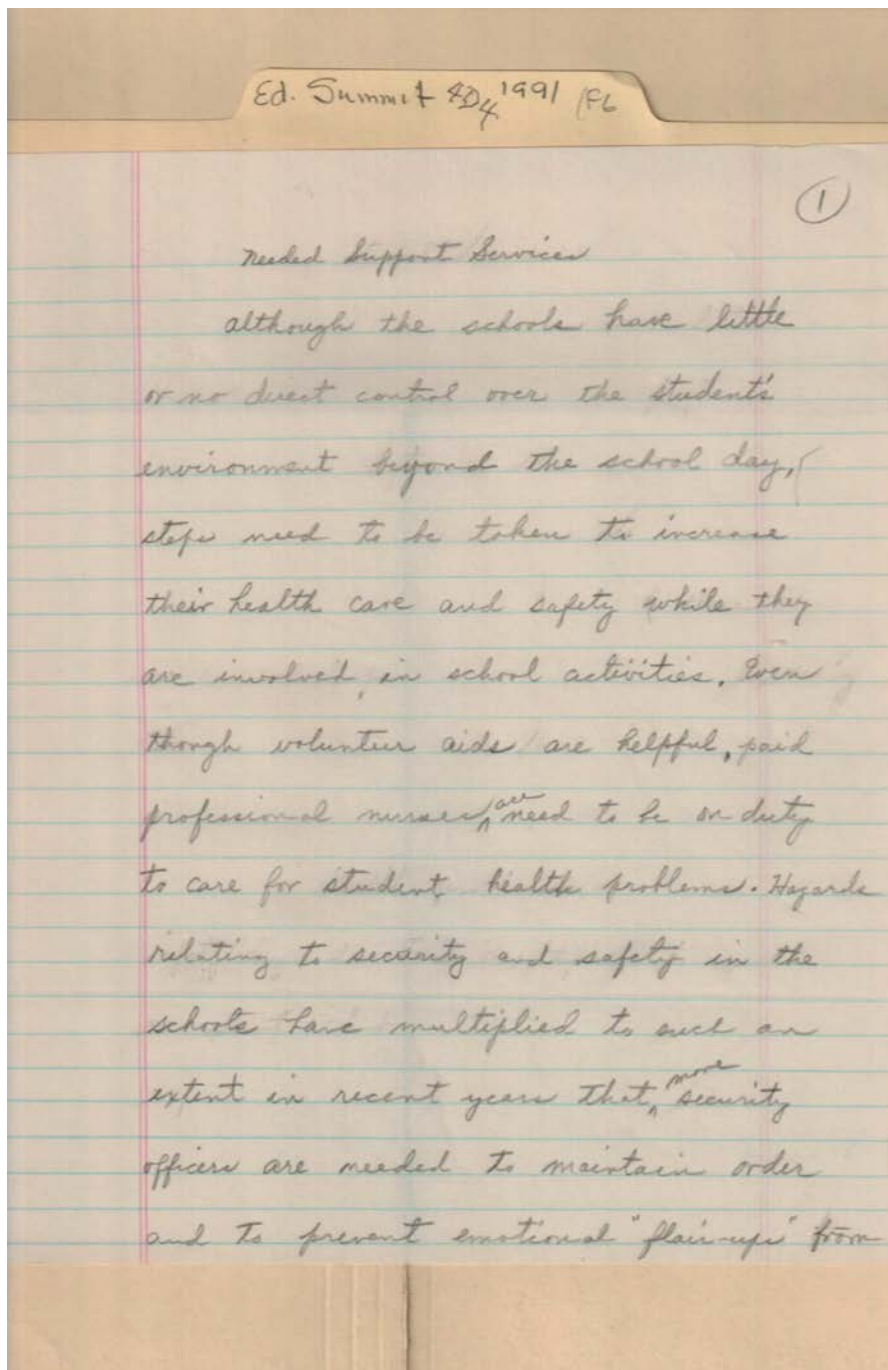 Ed. Summit 4D4 1991 (F6
1
Needed Support Services
although the schools have little
or no direct control over the student's
environment beyond the school day,
steps need to be taken to increase
their health care and safety while they
are involved in school activities. Even
though volunteer aids are helpful, paid
professional nurses are need to be on duty
to care for student health problems. Hazards
relating to security and safety in the
schools have multiplied to such an
extent in recent years that, more security
officers are needed to maintain order
and to prevent emotional "flair-ups" from